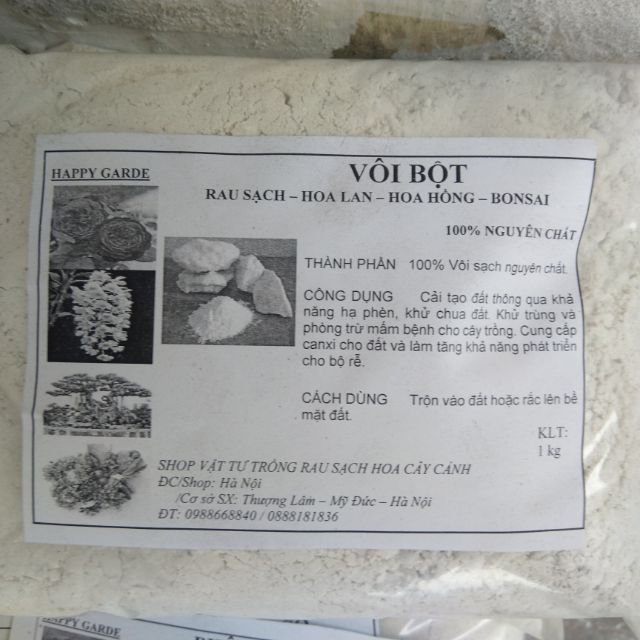 HAPPY GARDE
VÔI BỘT
RAU SẠCH – HOA LAN – HOA HỒNG – BONSAI
100% NGUYÊN CHẤT
THÀNH PHẦN 100% Vôi sạch nguyên chất.
CÔNG DỤNG Cải tạo đất thông qua khả
năng hạ phèn, khử chua đất. Khử trùng và
phòng trừ mầm bệnh cho cây trồng. Cung cấp
canxi cho đất và làm tăng khả năng phát triển
cho bộ rễ.
CÁCH DÙNG Trộn vào đất hoặc rắc lên bề
mặt đất.
KLT:
1 kg
SHOP VẬT TƯ TRỒNG RAU SẠCH HOA CÂY CẢNH
ĐC/Shop: Hà Nội
/Cơ sở SX: Thượng Lâm – Mỹ Đức – Hà Nội
ĐT: 0988668840 / 0888181836
HAPPY GARDE